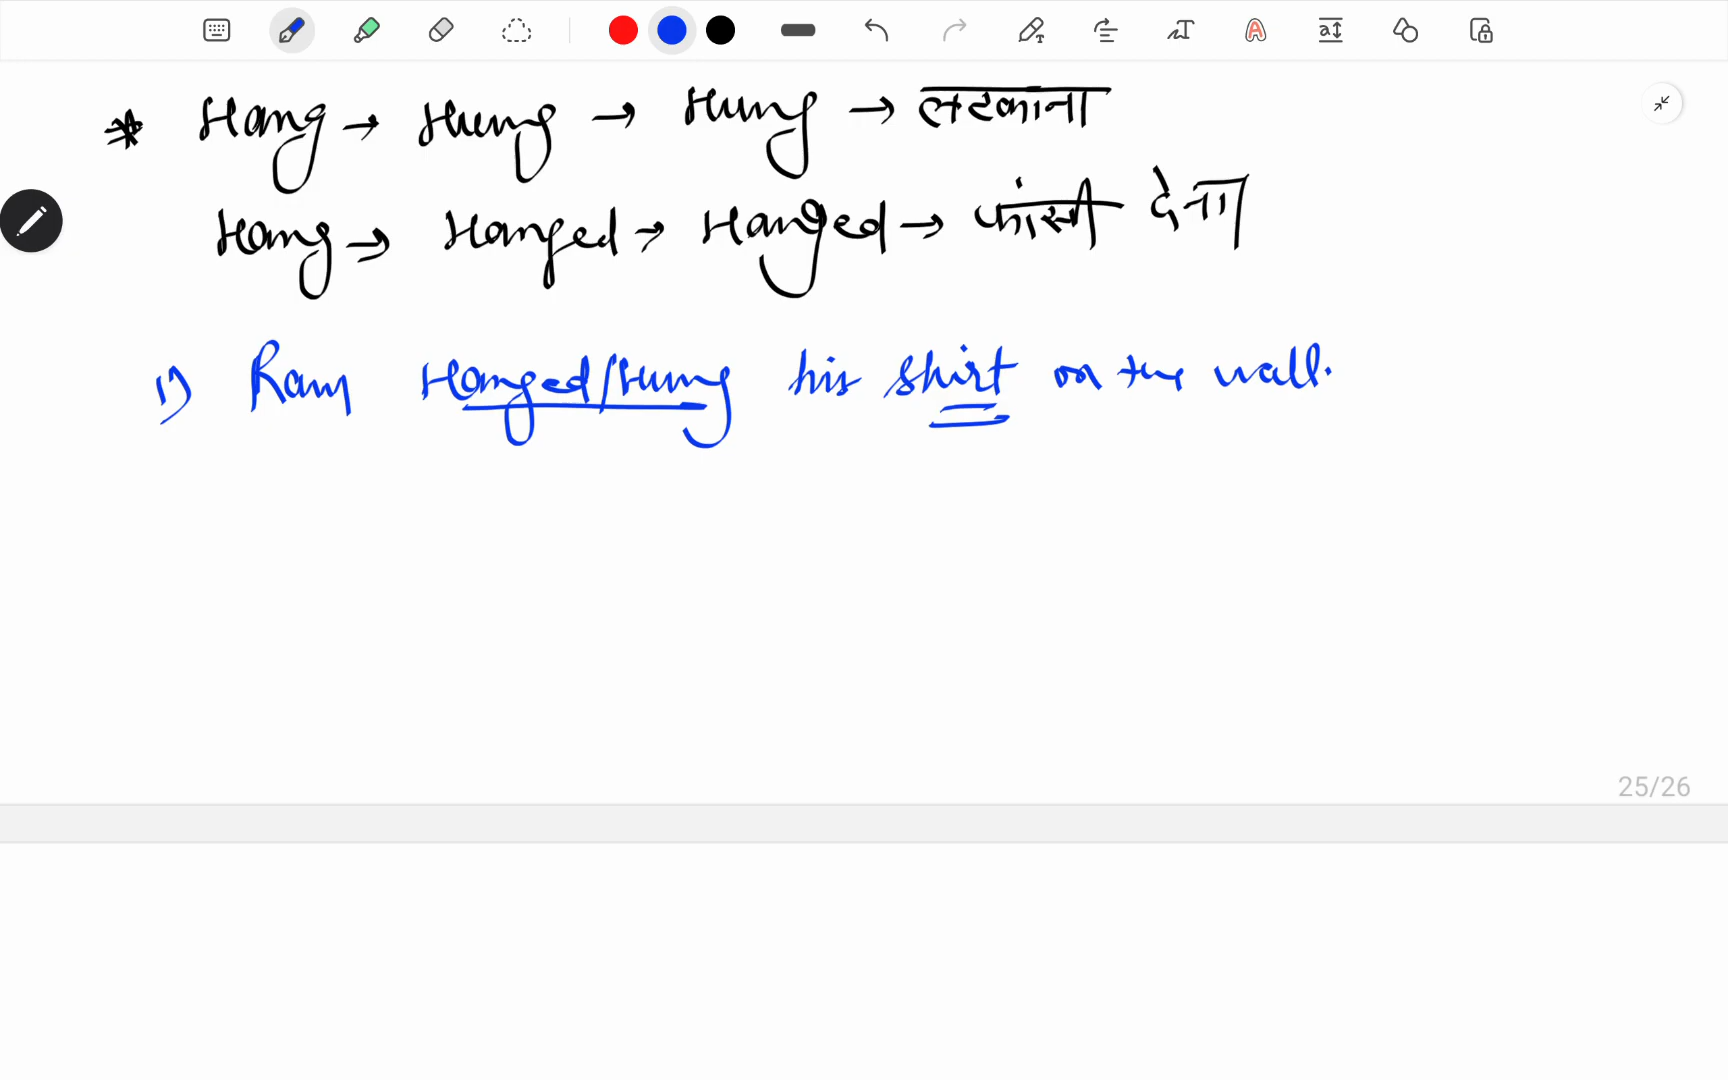 * Hang → Hung → Hung → लटकाना
Hang → Hanged → Hanged → फांसी देना
1) Ram Hanged/Hung his shirt on the wall.
25/26